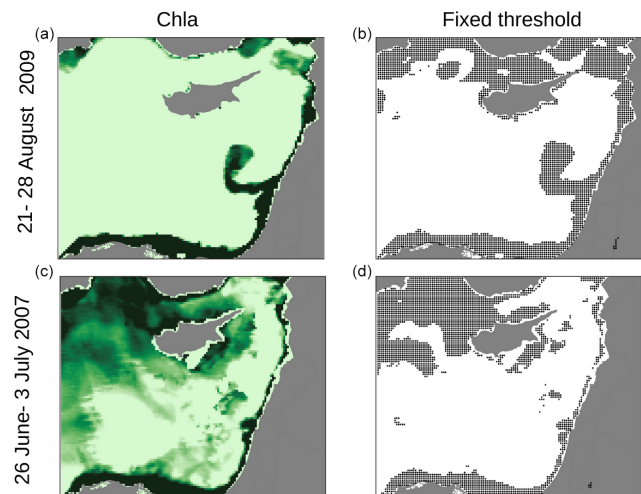 Chla
Fixed threshold
(a)
(b)
21- 28 August 2009
(c)
(d)
26 June- 3 July 2007